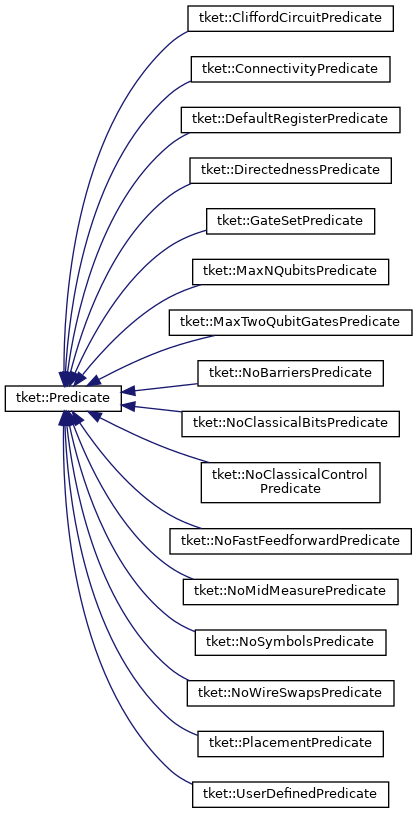 tket::CliffordCircuitPredicate
tket::ConnectivityPredicate
tket::DefaultRegisterPredicate
tket::DirectednessPredicate
tket::GateSetPredicate
tket::MaxNQubitsPredicate
tket::MaxTwoQubitGatesPredicate
tket::NoBarriersPredicate
tket::Predicate
tket::NoClassicalBitsPredicate
tket::NoClassicalControl
Predicate
tket::NoFastFeedforwardPredicate
tket::NoMidMeasurePredicate
tket::NoSymbolsPredicate
tket::NoWireSwapsPredicate
tket::PlacementPredicate
tket::UserDefinedPredicate